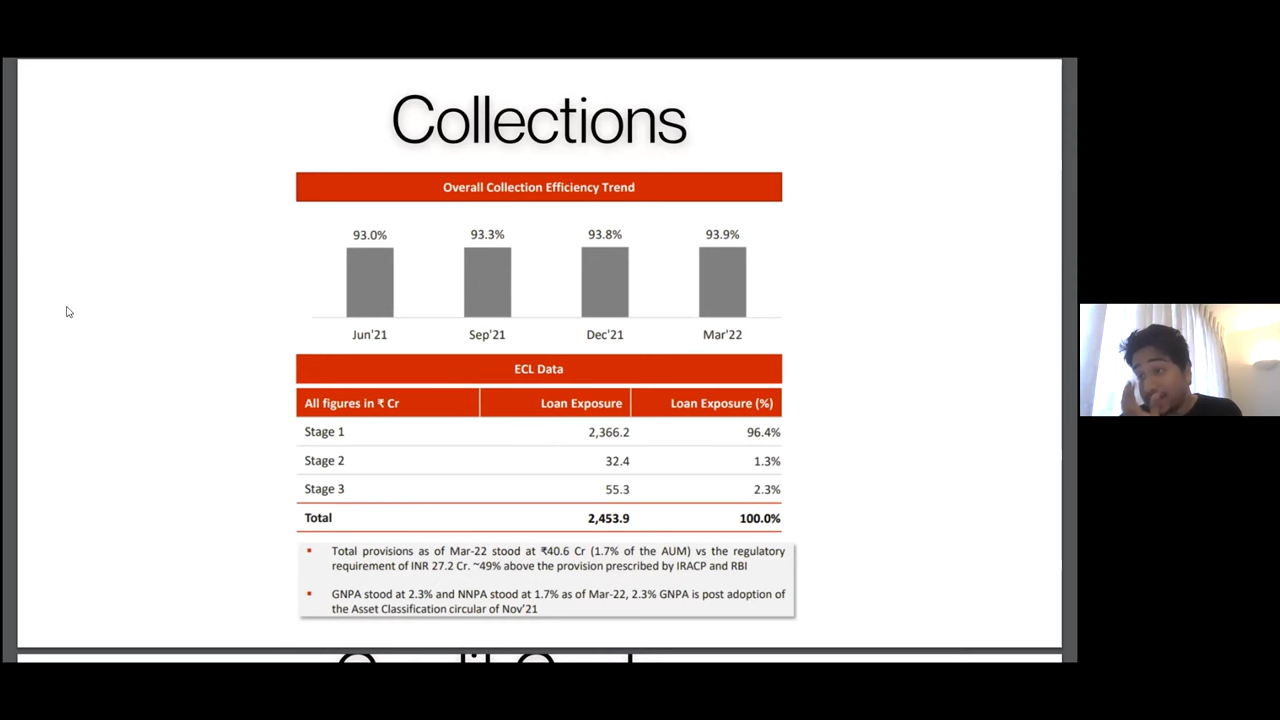 Collections
Overall Collection Efficiency Trend
93.0% 93.3% 93.8% 93.9%
Jun'21 Sep'21 Dec'21 Mar'22
ECL Data
All figures in ₹ Cr Loan Exposure Loan Exposure (%)
Stage 1 2,366.2 96.4%
Stage 2 32.4 1.3%
Stage 3 55.3 2.3%
Total 2,453.9 100.0%
Total provisions as of Mar-22 stood at ₹40.6 Cr (1.7% of the AUM) vs the regulatory
requirement of INR 27.2 Cr. ~49% above the provision prescribed by IRACP and RBI
GNPA stood at 2.3% and NNPA stood at 1.7% as of Mar-22, 2.3% GNPA is post adoption of
the Asset Classification circular of Nov'21